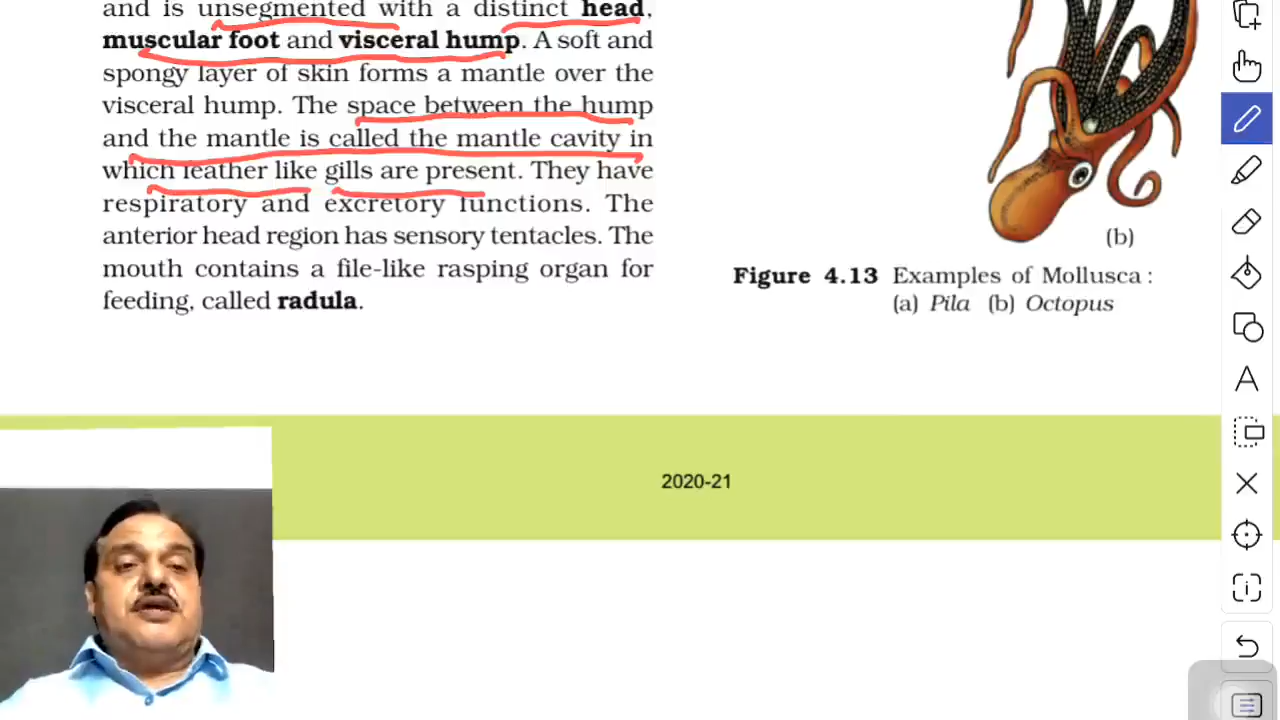 and is unsegmented with a distinct head,
muscular foot and visceral hump. A soft and
spongy layer of skin forms a mantle over the
visceral hump. The space between the hump
and the mantle is called the mantle cavity in
which feather like gills are present. They have
respiratory and excretory functions. The
anterior head region has sensory tentacles. The
mouth contains a file-like rasping organ for
feeding, called radula.
(b)
Figure 4.13 Examples of Mollusca :
(a) Pila (b) Octopus
2020-21